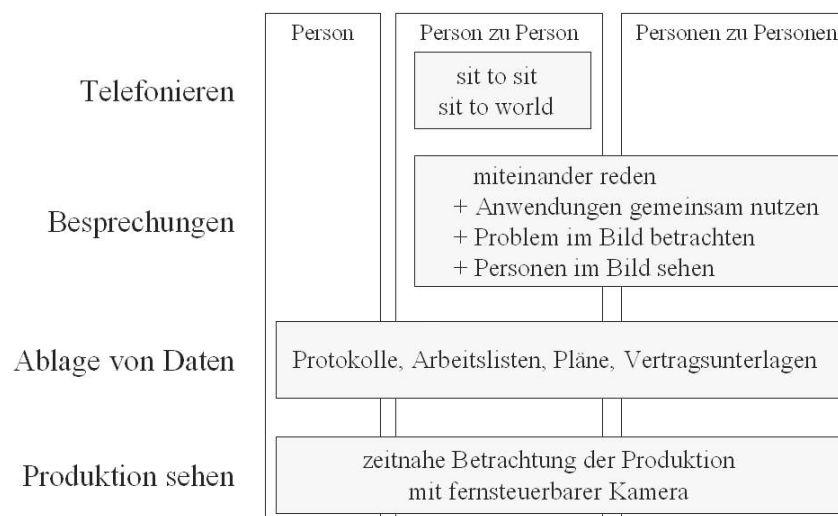 Person
Person zu Person
Personen zu Personen
Telefonieren
sit to sit
sit to world
Besprechungen
miteinander reden
+ Anwendungen gemeinsam nutzen
+ Problem im Bild betrachten
+ Personen im Bild sehen
Ablage von Daten
Protokolle, Arbeitslisten, Pläne, Vertragsunterlagen
Produktion sehen
zeitnahe Betrachtung der Produktion
mit fernsteuerbarer Kamera